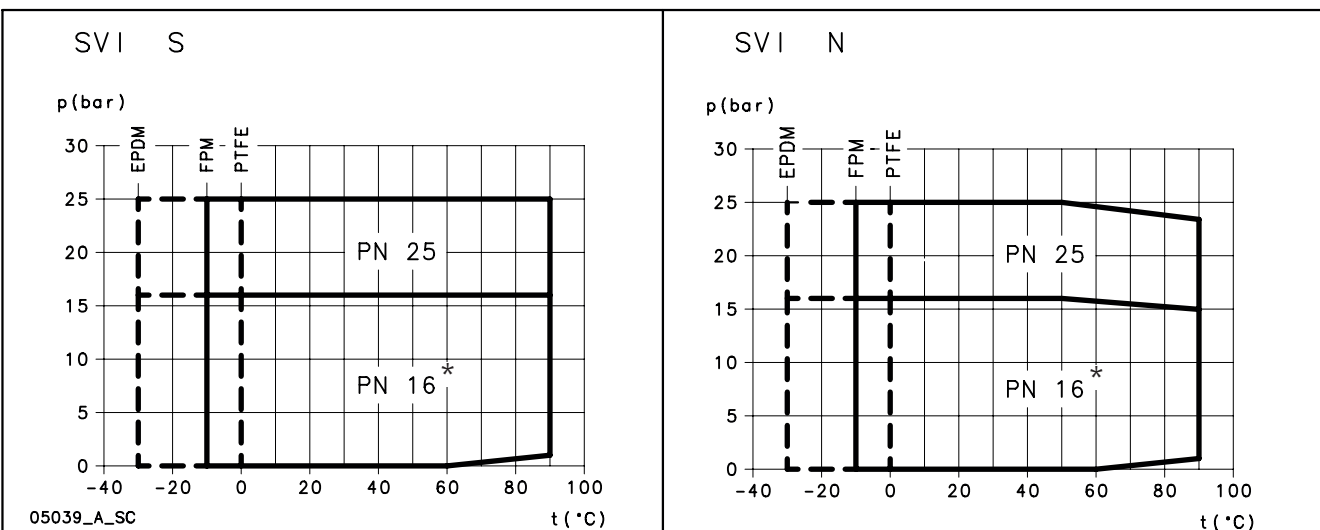 SVI S
p(bar)
EPDM
FPM
PTFE
30
25
20
15
10
5
0
PN 25
PN 16*
-40 -20 0 20 40 60 80 100
t(°C)
05039_A_SC
SVI N
p(bar)
EPDM
FPM
PTFE
30
25
20
15
10
5
0
PN 25
PN 16*
-40 -20 0 20 40 60 80 100
t(°C)